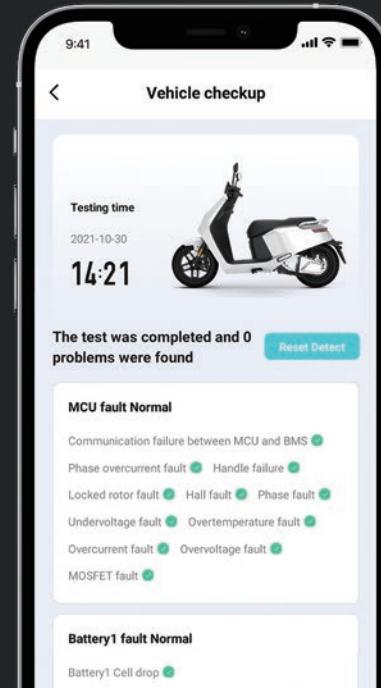 9:41
Vehicle checkup
Testing time
2021-10-30
14:21
The test was completed and 0
problems were found
Reset Detect
MCU fault Normal
Communication failure between MCU and BMS
Phase overcurrent fault Handle failure
Locked rotor fault Hall fault Phase fault
Undervoltage fault Overtemperature fault
Overcurrent fault Overvoltage fault
MOSFET fault
Battery1 fault Normal
Battery1 Cell drop